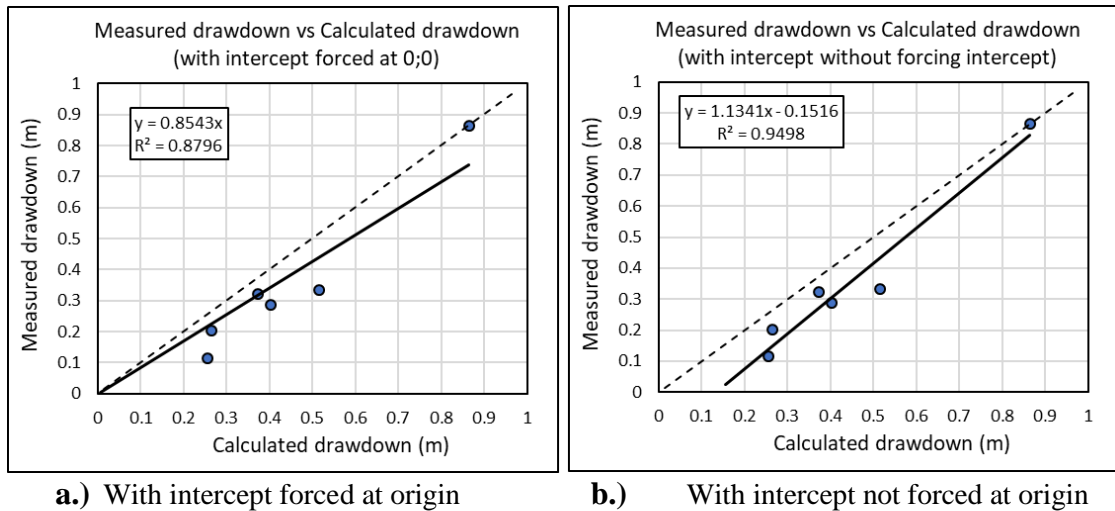 Measured drawdown vs Calculated drawdown
(with intercept forced at 0;0)
y = 0.8543x
R² = 0.8796
Measured drawdown (m)
1
0.9
0.8
0.7
0.6
0.5
0.4
0.3
0.2
0.1
0
0 0.1 0.2 0.3 0.4 0.5 0.6 0.7 0.8 0.9 1
Calculated drawdown (m)
a.) With intercept forced at origin
Measured drawdown vs Calculated drawdown
(with intercept without forcing intercept)
y = 1.1341x - 0.1516
R² = 0.9498
Measured drawdown (m)
1
0.9
0.8
0.7
0.6
0.5
0.4
0.3
0.2
0.1
0
0 0.1 0.2 0.3 0.4 0.5 0.6 0.7 0.8 0.9 1
Calculated drawdown (m)
b.) With intercept not forced at origin